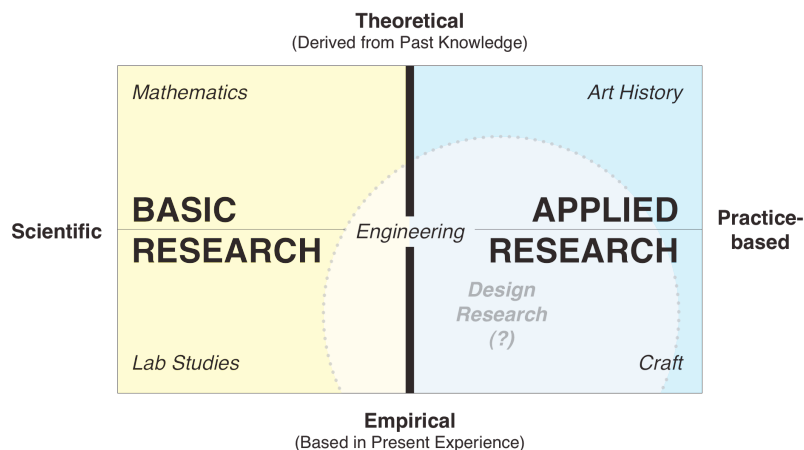 Theoretical
(Derived from Past Knowledge)
Mathematics
Art History
BASIC
RESEARCH
APPLIED
RESEARCH
Scientific
Engineering
Practice-
based
Design
Research
(?)
Lab Studies
Craft
Empirical
(Based in Present Experience)